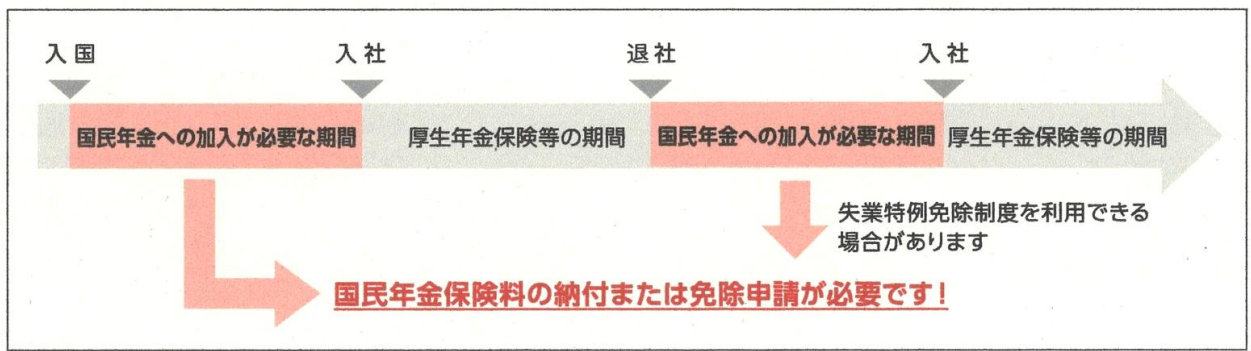 入国
入社
退社
入社
国民年金への加入が必要な期間
厚生年金保険等の期間
国民年金への加入が必要な期間
厚生年金保険等の期間
失業特例免除制度を利用できる
場合があります
国民年金保険料の納付または免除申請が必要です!